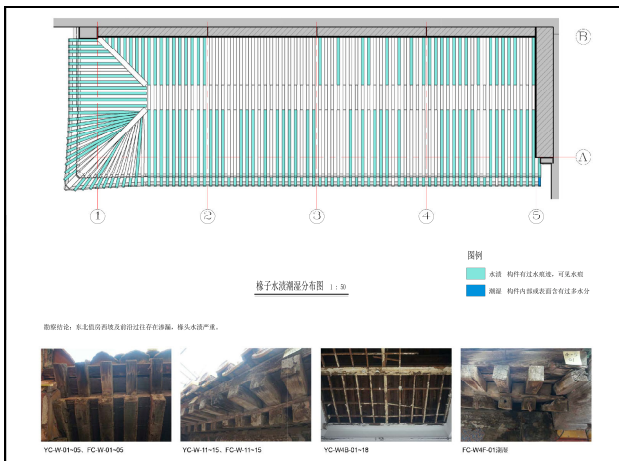 B
A
1
2
3
4
5
图例
水渍 构件有过水痕迹，可见水痕
潮湿 构件内部或表面含有过多水分
椽子水渍潮湿分布图 1：50
勘察结论：东北值房西坡及前沿过往存在渗漏，椽头水渍严重。
YC-W-01~05、FC-W-01~05
YC-W-11~15、FC-W-11~15
YC-W4B-01~18
FC-W4F-01潮湿